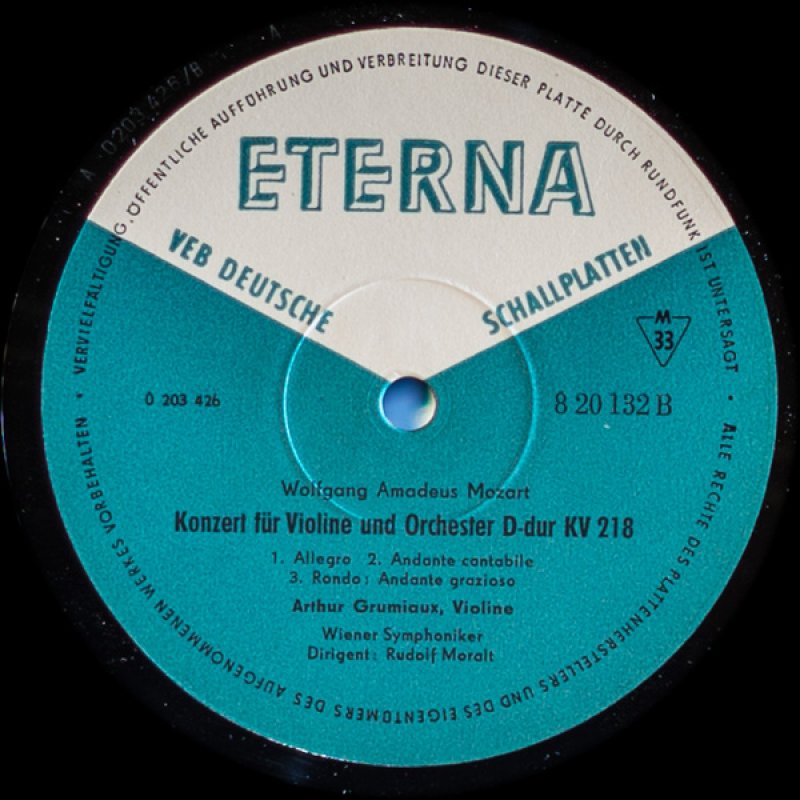 ETERNA
VEB DEUTSCHE SCHALLPLATTEN
M
33
0 203 426
8 20 132 B
Wolfgang Amadeus Mozart
Konzert für Violine und Orchester D-dur KV 218
1. Allegro 2. Andante cantabile
3. Rondo: Andante grazioso
Arthur Grumiaux, Violine
Wiener Symphoniker
Dirigent: Rudolf Moralt
ALLE RECHTE DES PLATTENHERSTELLERS UND DES EIGENTÜMERS DES AUFGENOMMENEN WERKES VORBEHALTEN • VERVIELFÄLTIGUNG, ÖFFENTLICHE AUFFÜHRUNG UND VERBREITUNG DIESER PLATTE DURCH RUNDFUNK IST UNTERSAGT •
A 0 203 426/B A